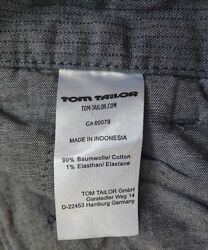 TOM TAILOR
TOM-TAILOR.COM
CA 60079
MADE IN INDONESIA
99% Baumwolle/ Cotton
1% Elasthan/ Elastane
TOM TAILOR GmbH
Garstedter Weg 14
D-22453 Hamburg Germany